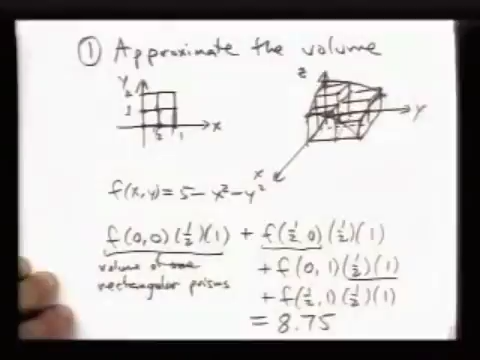 ① Approximate the volume
Y
2
1
1/2 1
X
Z
Y
X
f(x,y) = 5 - x² - y²
f(0,0)(1/2)(1) + f(1/2,0)(1/2)(1)
volume of
rectangular prisms
+ f(0,1)(1/2)(1)
+ f(1/2,1)(1/2)(1)
= 8.75